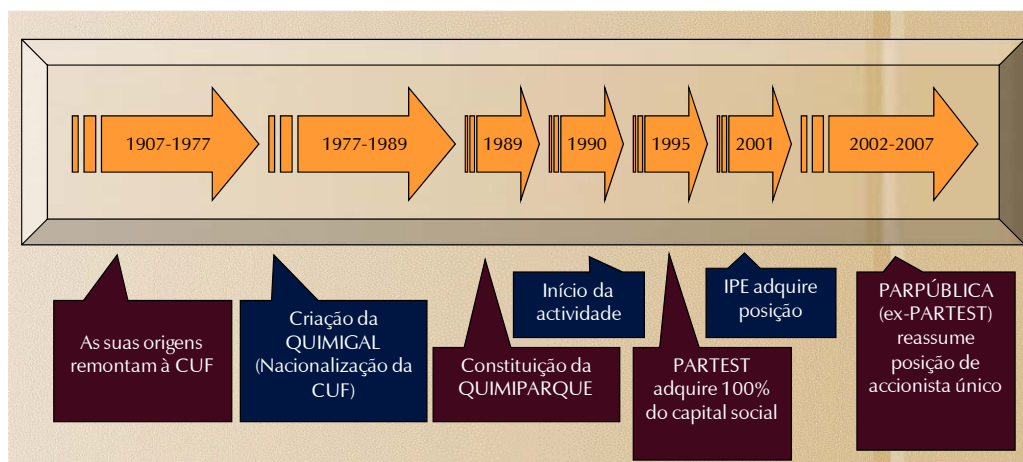 1907-1977
1977-1989
1989
1990
1995
2001
2002-2007
As suas origens
remontam à CUF
Criação da
QUIMIGAL
(Nacionalização da
CUF)
Constituição da
QUIMIPARQUE
Início da
actividade
PARTEST
adquire 100%
do capital social
IPE adquire
posição
PARPÚBLICA
(ex-PARTEST)
reassume
posição de
accionista único